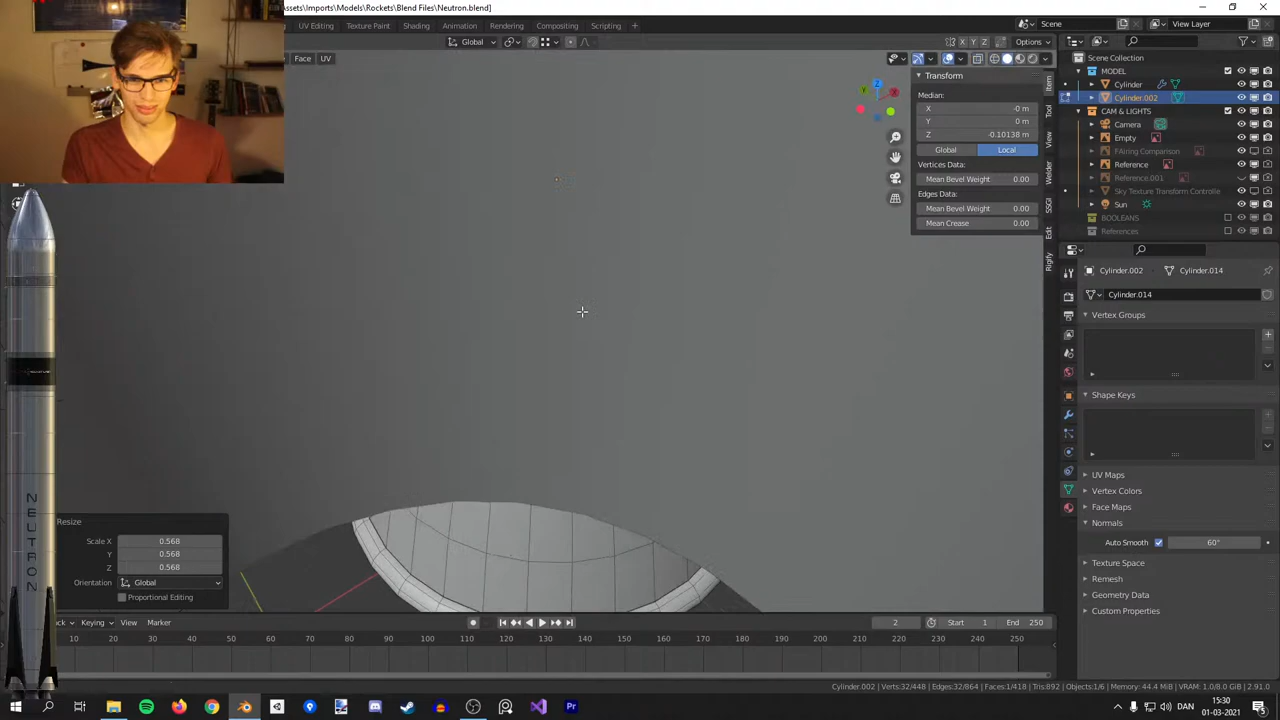 Assets\Imports\Models\Rockets\Blend Files\Neutron.blend]
UV Editing Texture Paint Shading Animation Rendering Compositing Scripting
Scene View Layer
Global X Y Z Options
Face UV
Transform
Median:
X -0 m
Y 0 m
Z -0.10138 m
Global Local
Vertices Data:
Mean Bevel Weight 0.00
Edges Data:
Mean Bevel Weight 0.00
Mean Crease 0.00
Item
Tool
View
Welder
SSGI
Edit
Rigify
Scene Collection
MODEL
Cylinder
Cylinder.002
CAM & LIGHTS
Camera
Empty
FAiring Comparison
Reference
Reference.001
Sky Texture Transform Controlle
Sun
BOOLEANS
References
Cylinder.002 Cylinder.014
Cylinder.014
Vertex Groups
Shape Keys
UV Maps
Vertex Colors
Face Maps
Normals
Auto Smooth 60°
Texture Space
Remesh
Geometry Data
Custom Properties
NEUTRON
Resize
Scale X 0.568
Y 0.568
Z 0.568
Orientation Global
Proportional Editing
Keying View Marker
2 Start 1 End 250
10 20 30 40 50 60 70 80 90 100 110 120 130 140 150 160 170 180 190 200 210 220 230 240 250
Cylinder.002 | Verts:32/448 | Edges:32/864 | Faces:1/418 | Tris:892 | Objects:1/6 | Memory: 44.4 MiB | VRAM: 1.0/8.0 GiB | 2.91.0
DAN
15:30
01-03-2021